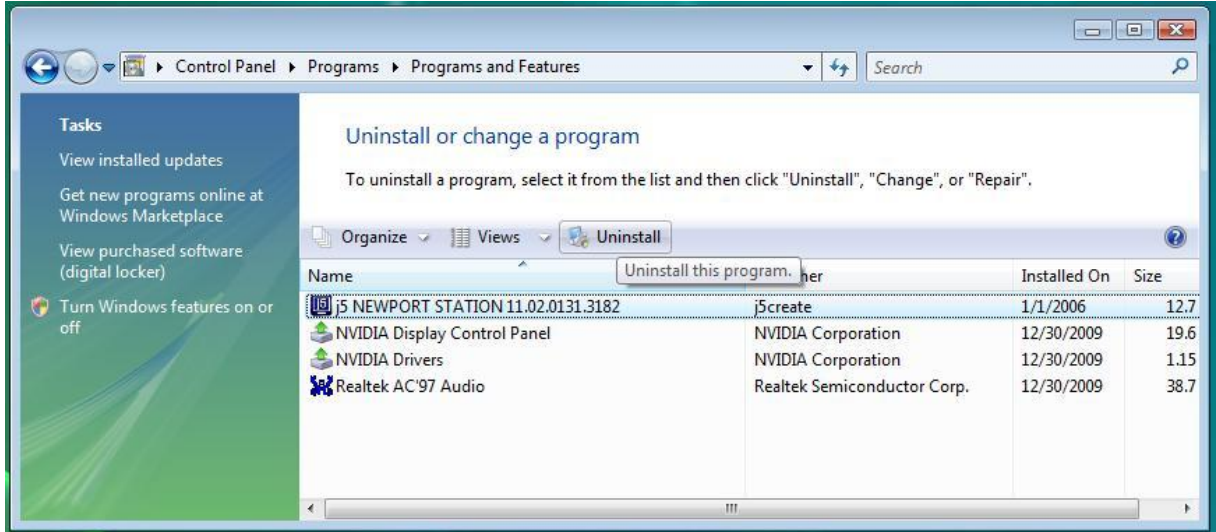 Control Panel Programs Programs and Features Search
Tasks
View installed updates
Get new programs online at
Windows Marketplace
View purchased software
(digital locker)
Turn Windows features on or
off
Uninstall or change a program
To uninstall a program, select it from the list and then click "Uninstall", "Change", or "Repair".
Organize Views Uninstall
Uninstall this program.
Name her Installed On Size
j5 NEWPORT STATION 11.02.0131.3182 j5create 1/1/2006 12.7
NVIDIA Display Control Panel NVIDIA Corporation 12/30/2009 19.6
NVIDIA Drivers NVIDIA Corporation 12/30/2009 1.15
Realtek AC'97 Audio Realtek Semiconductor Corp. 12/30/2009 38.7